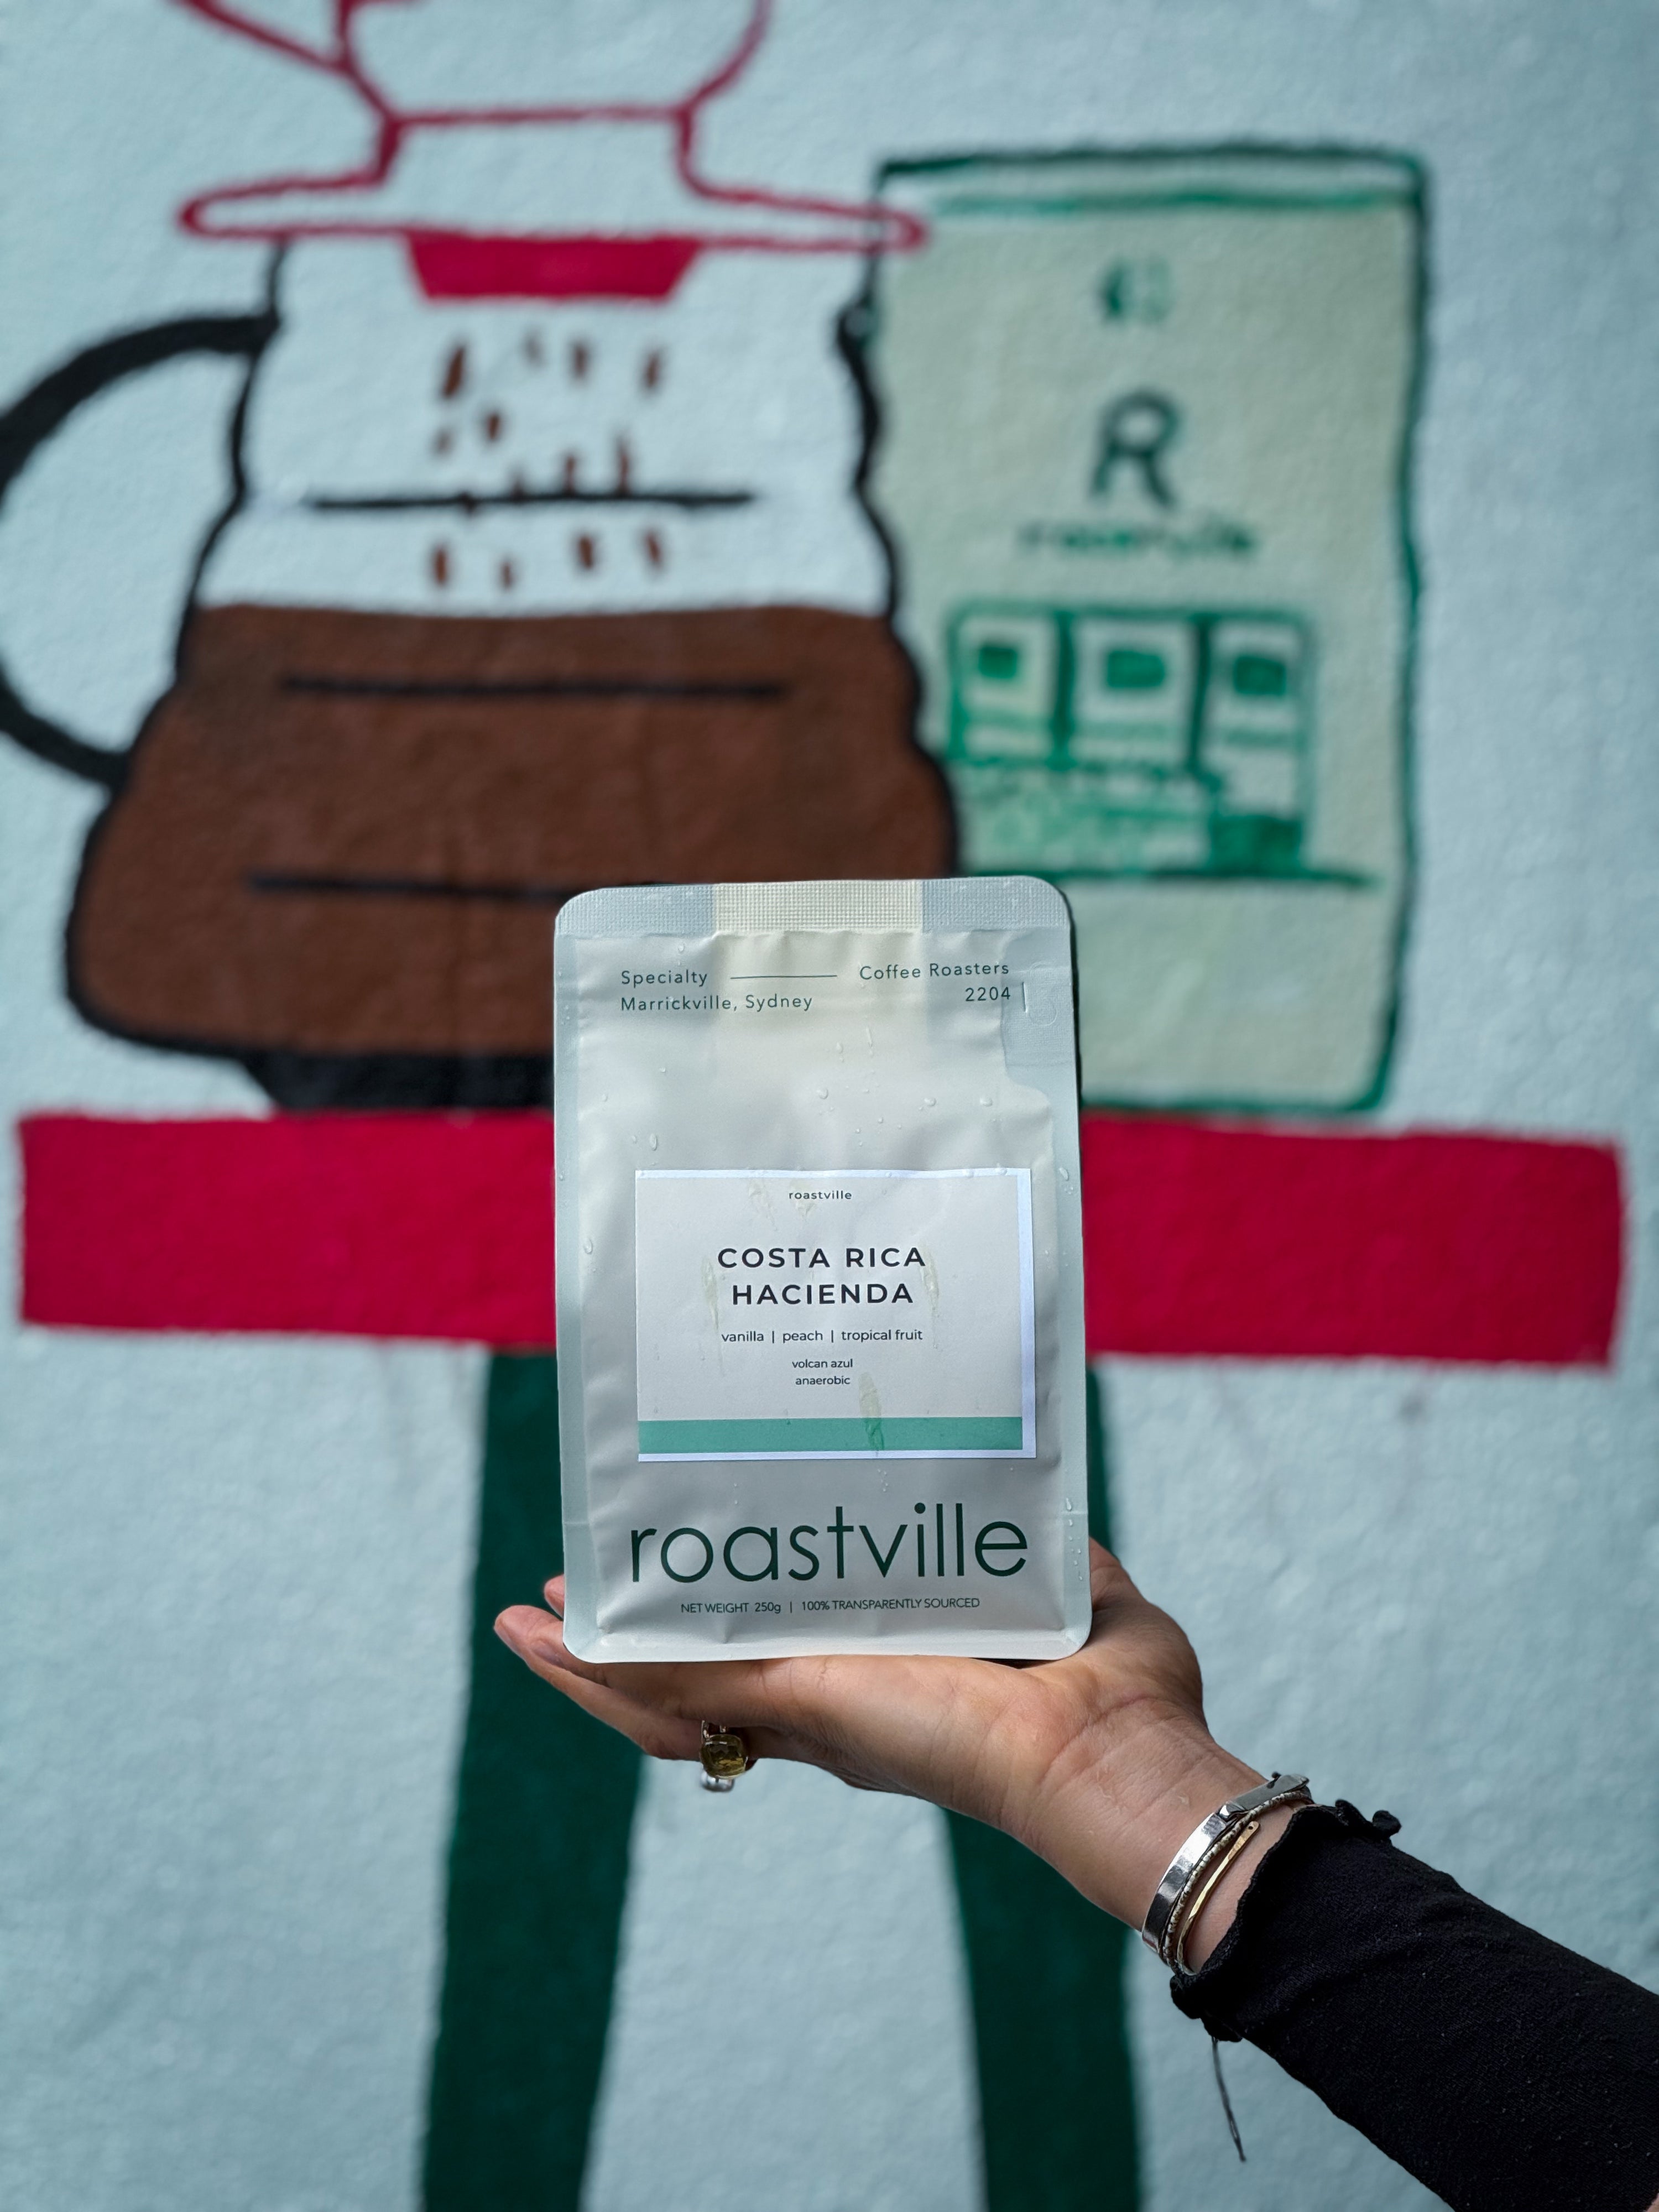 R
roastville
Specialty Coffee Roasters
Marrickville, Sydney 2204
roastville
COSTA RICA
HACIENDA
vanilla | peach | tropical fruit
volcan azul
anaerobic
roastville
NET WEIGHT 250g | 100% TRANSPARENTLY SOURCED